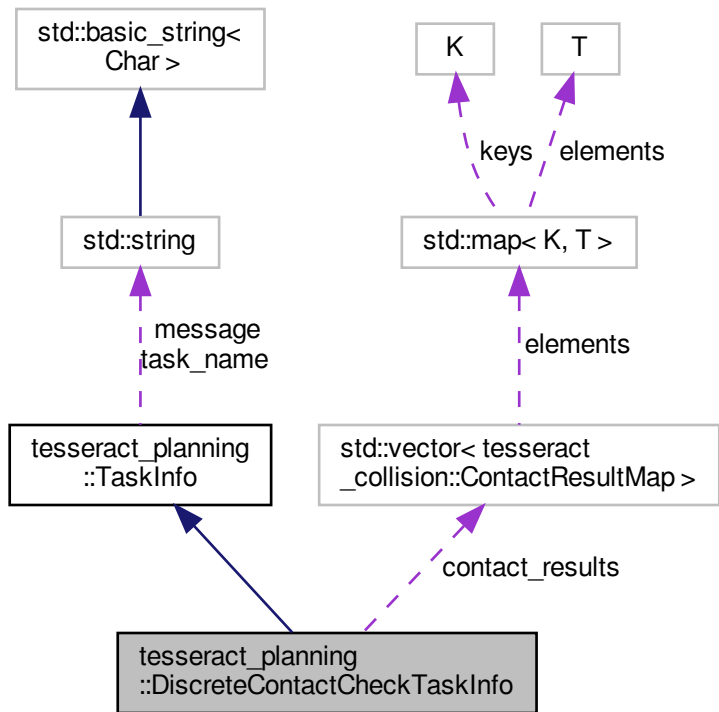 std::basic_string<
Char >
K
T
keys
elements
std::string
std::map< K, T >
message
task_name
elements
tesseract_planning
::TaskInfo
std::vector< tesseract
_collision::ContactResultMap >
contact_results
tesseract_planning
::DiscreteContactCheckTaskInfo